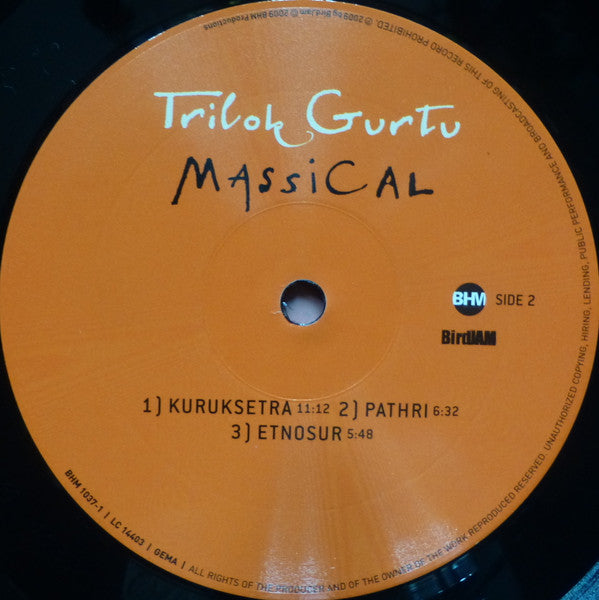 Trilok Gurtu
MASSiCAL
BHM SIDE 2
BirdJAM
1) KURUKSETRA 11:12 2) PATHRI 6:32
3) ETNOSUR 5:48
BHM 1037-1 | LC 14403 | GEMA | ALL RIGHTS OF THE PRODUCER AND OF THE OWNER OF THE WORK REPRODUCED RESERVED. UNAUTHORIZED COPYING, HIRING, LENDING, PUBLIC PERFORMANCE AND BROADCASTING OF THIS RECORD PROHIBITED. ℗ 2009 by BirdJam © 2009 BHM Productions